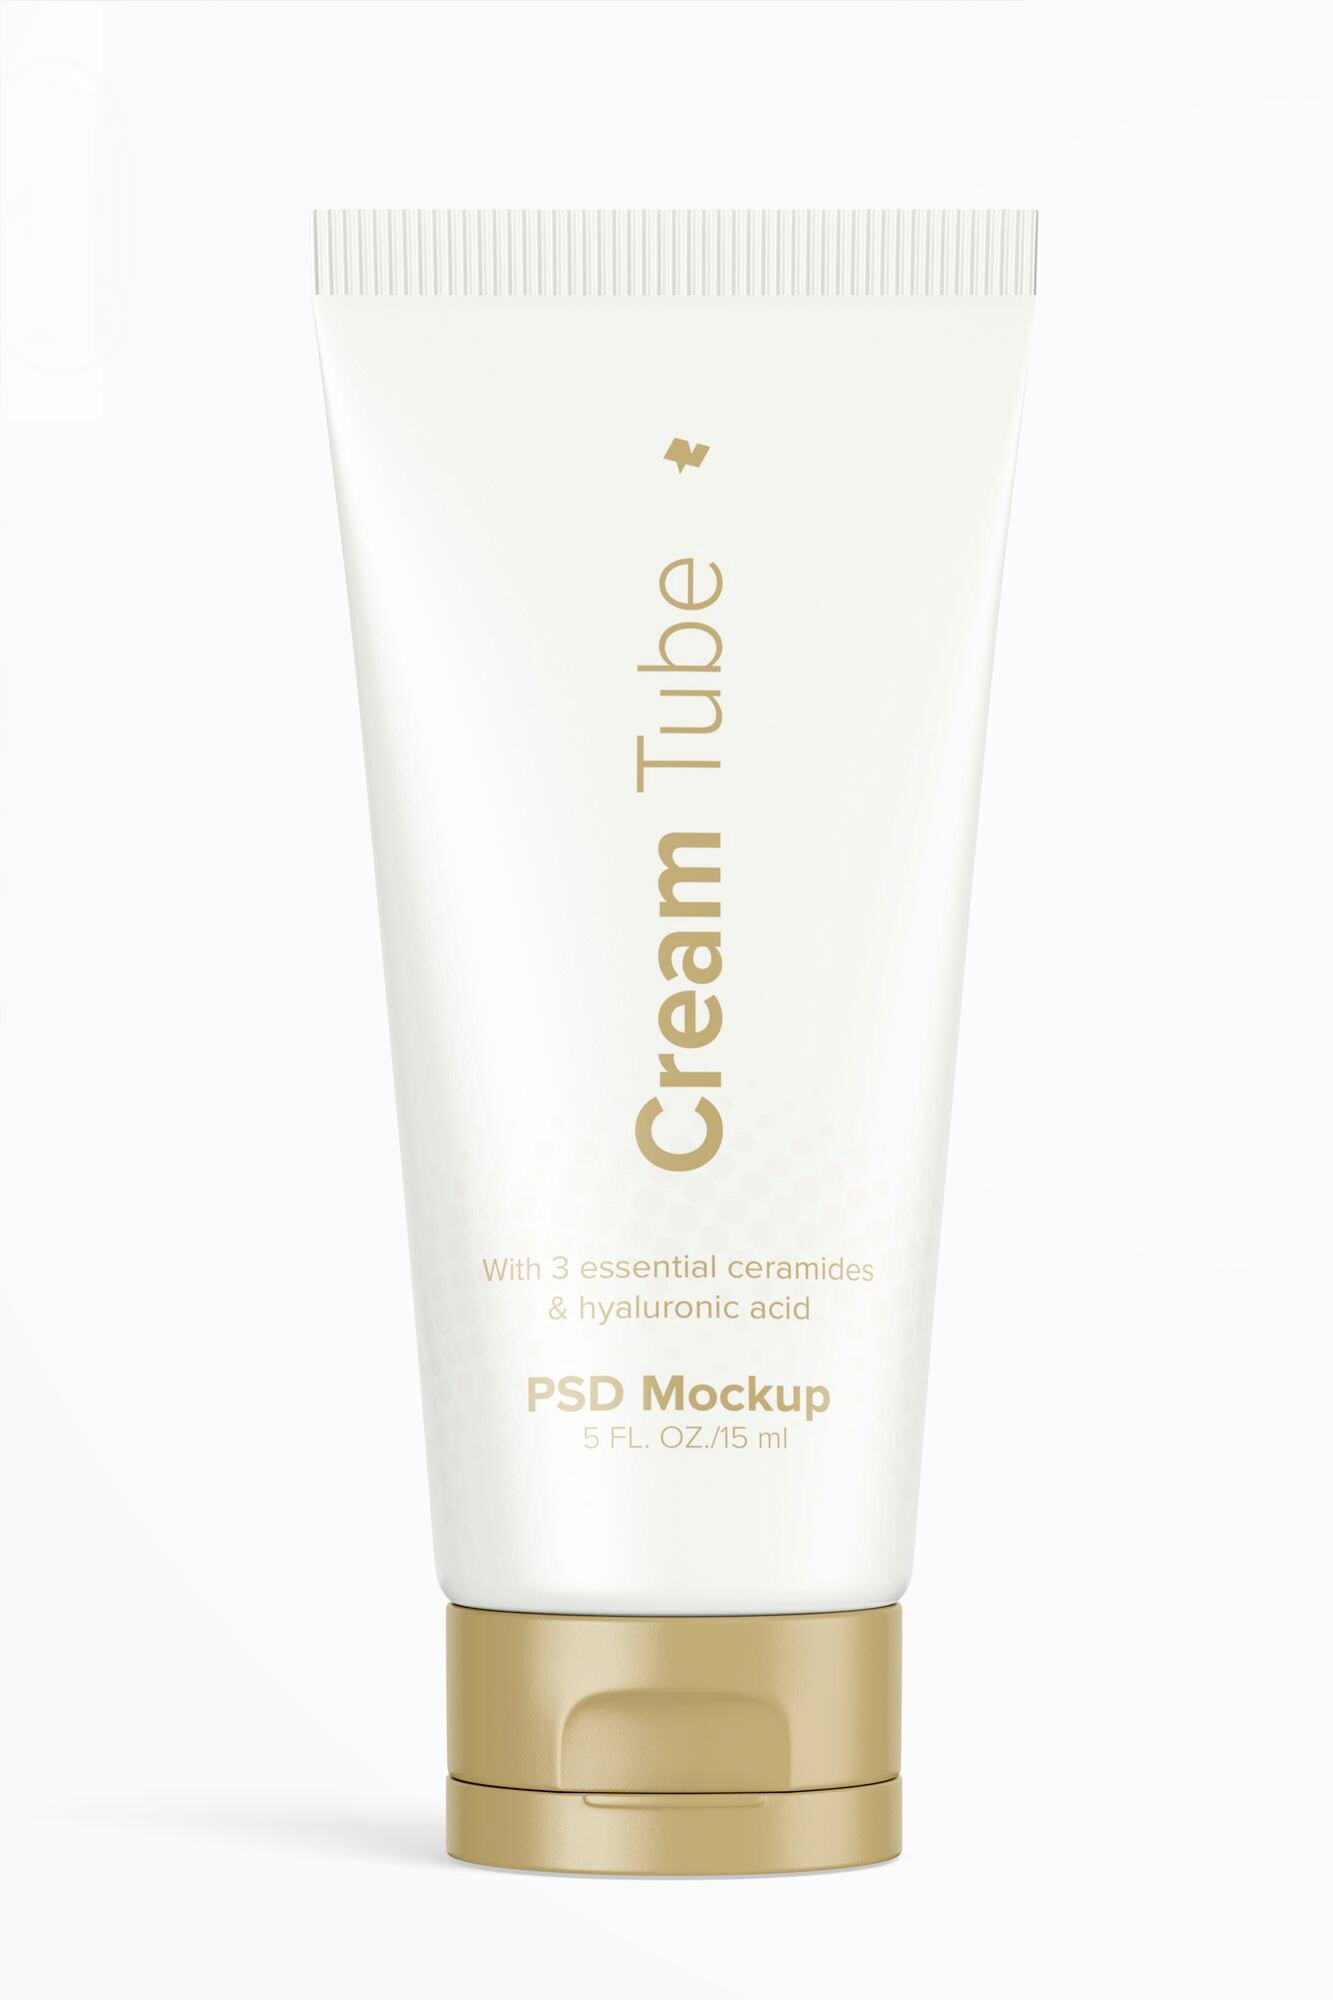 Cream Tube
With 3 essential ceramides
& hyaluronic acid
PSD Mockup
5 FL. OZ./15 ml